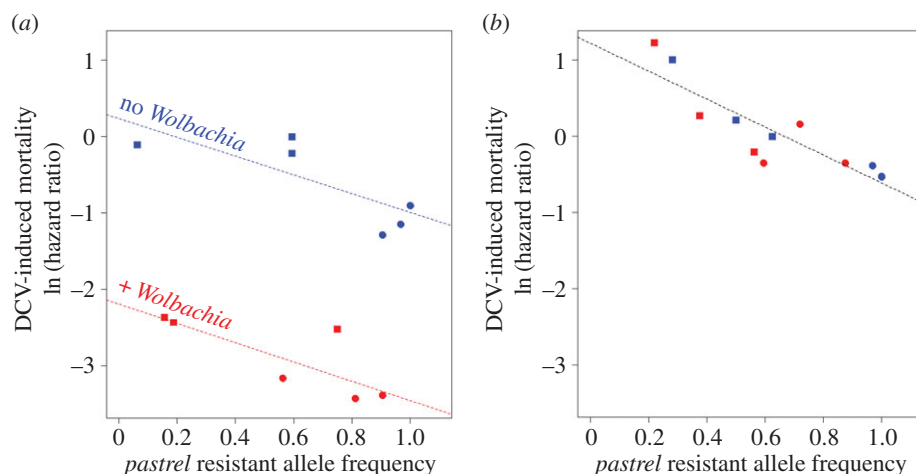 (a)
no Wolbachia
+ Wolbachia
DCV-induced mortality
ln (hazard ratio)
1
0
–1
–2
–3
0 0.2 0.4 0.6 0.8 1.0
pastrel resistant allele frequency
(b)
DCV-induced mortality
ln (hazard ratio)
1
0
–1
–2
–3
0 0.2 0.4 0.6 0.8 1.0
pastrel resistant allele frequency